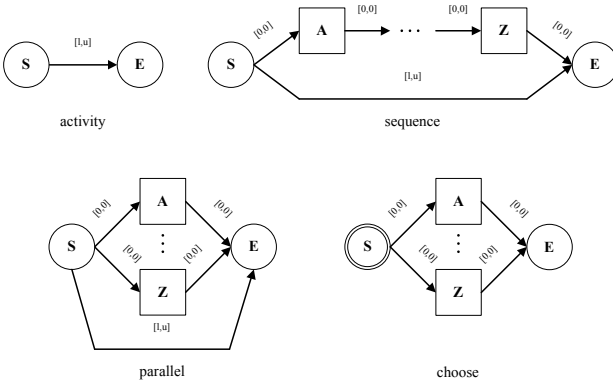 [l,u]
S
E
activity
[0,0]
[0,0]
[0,0]
[0,0]
A
...
Z
S
[l,u]
E
sequence
[0,0]
A
[0,0]
S
E
[0,0]
[0,0]
Z
[l,u]
parallel
[0,0]
A
[0,0]
S
E
[0,0]
[0,0]
Z
choose